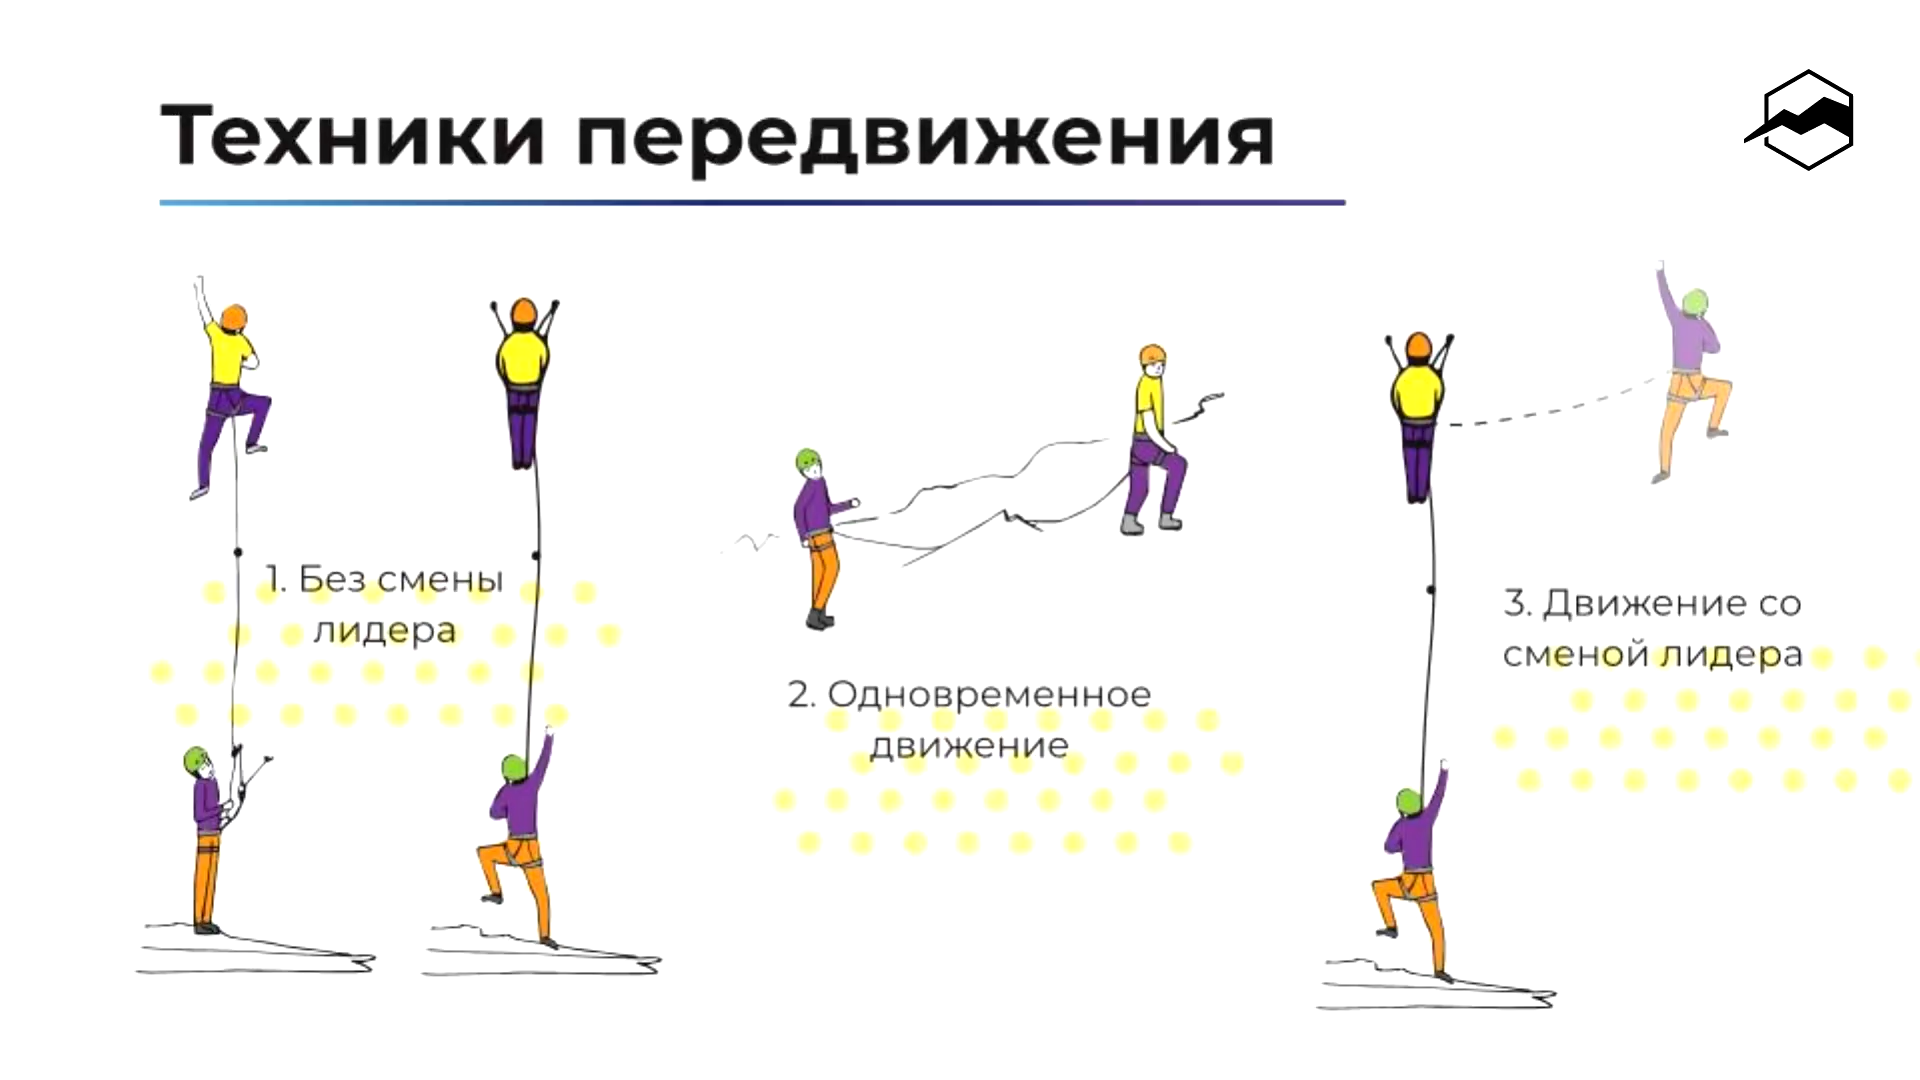 Техники передвижения
1. Без смены
лидера
2. Одновременное
движение
3. Движение со
сменой лидера